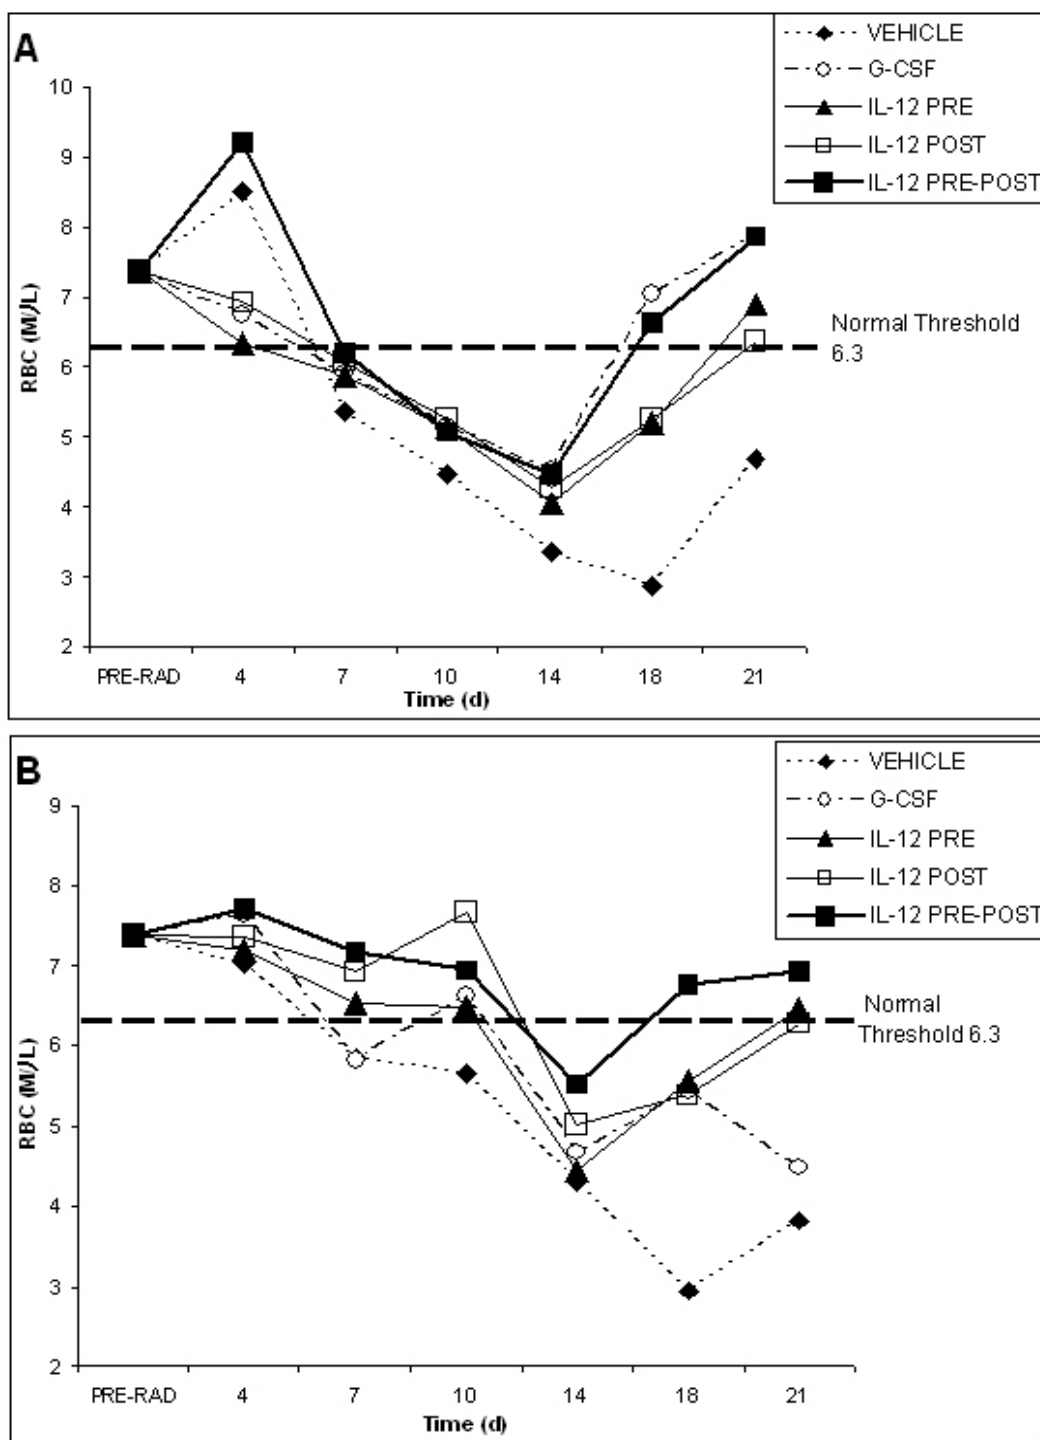 A
VEHICLE
G-CSF
IL-12 PRE
IL-12 POST
IL-12 PRE-POST
10
9
8
7
6
5
4
3
2
RBC (M/μL)
Normal Threshold
6.3
PRE-RAD 4 7 10 14 18 21
Time (d)
B
VEHICLE
G-CSF
IL-12 PRE
IL-12 POST
IL-12 PRE-POST
9
8
7
6
5
4
3
2
RBC (M/μL)
Normal
Threshold 6.3
PRE-RAD 4 7 10 14 18 21
Time (d)